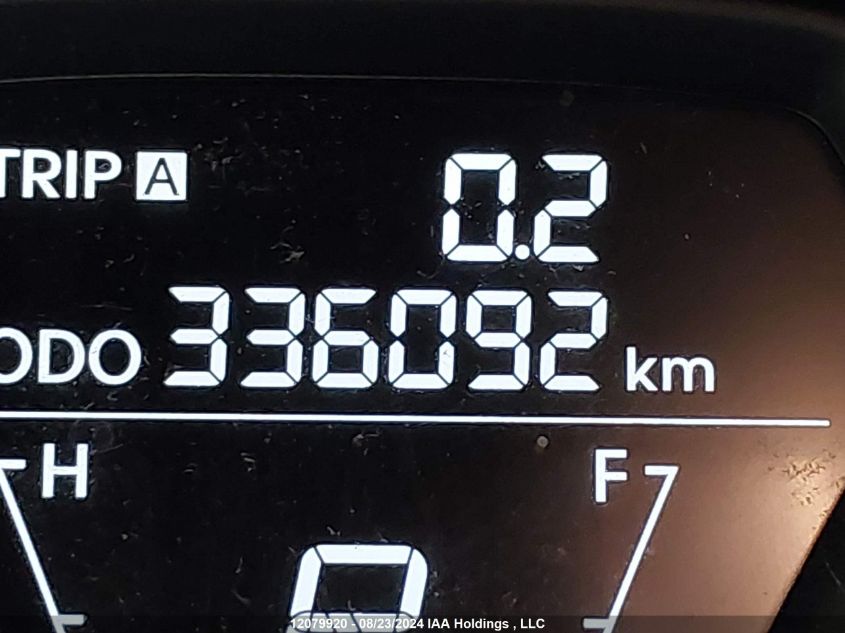 TRIP A 0.2
ODO 336092 km
H F
12079920 - 08/23/2024 IAA Holdings , LLC